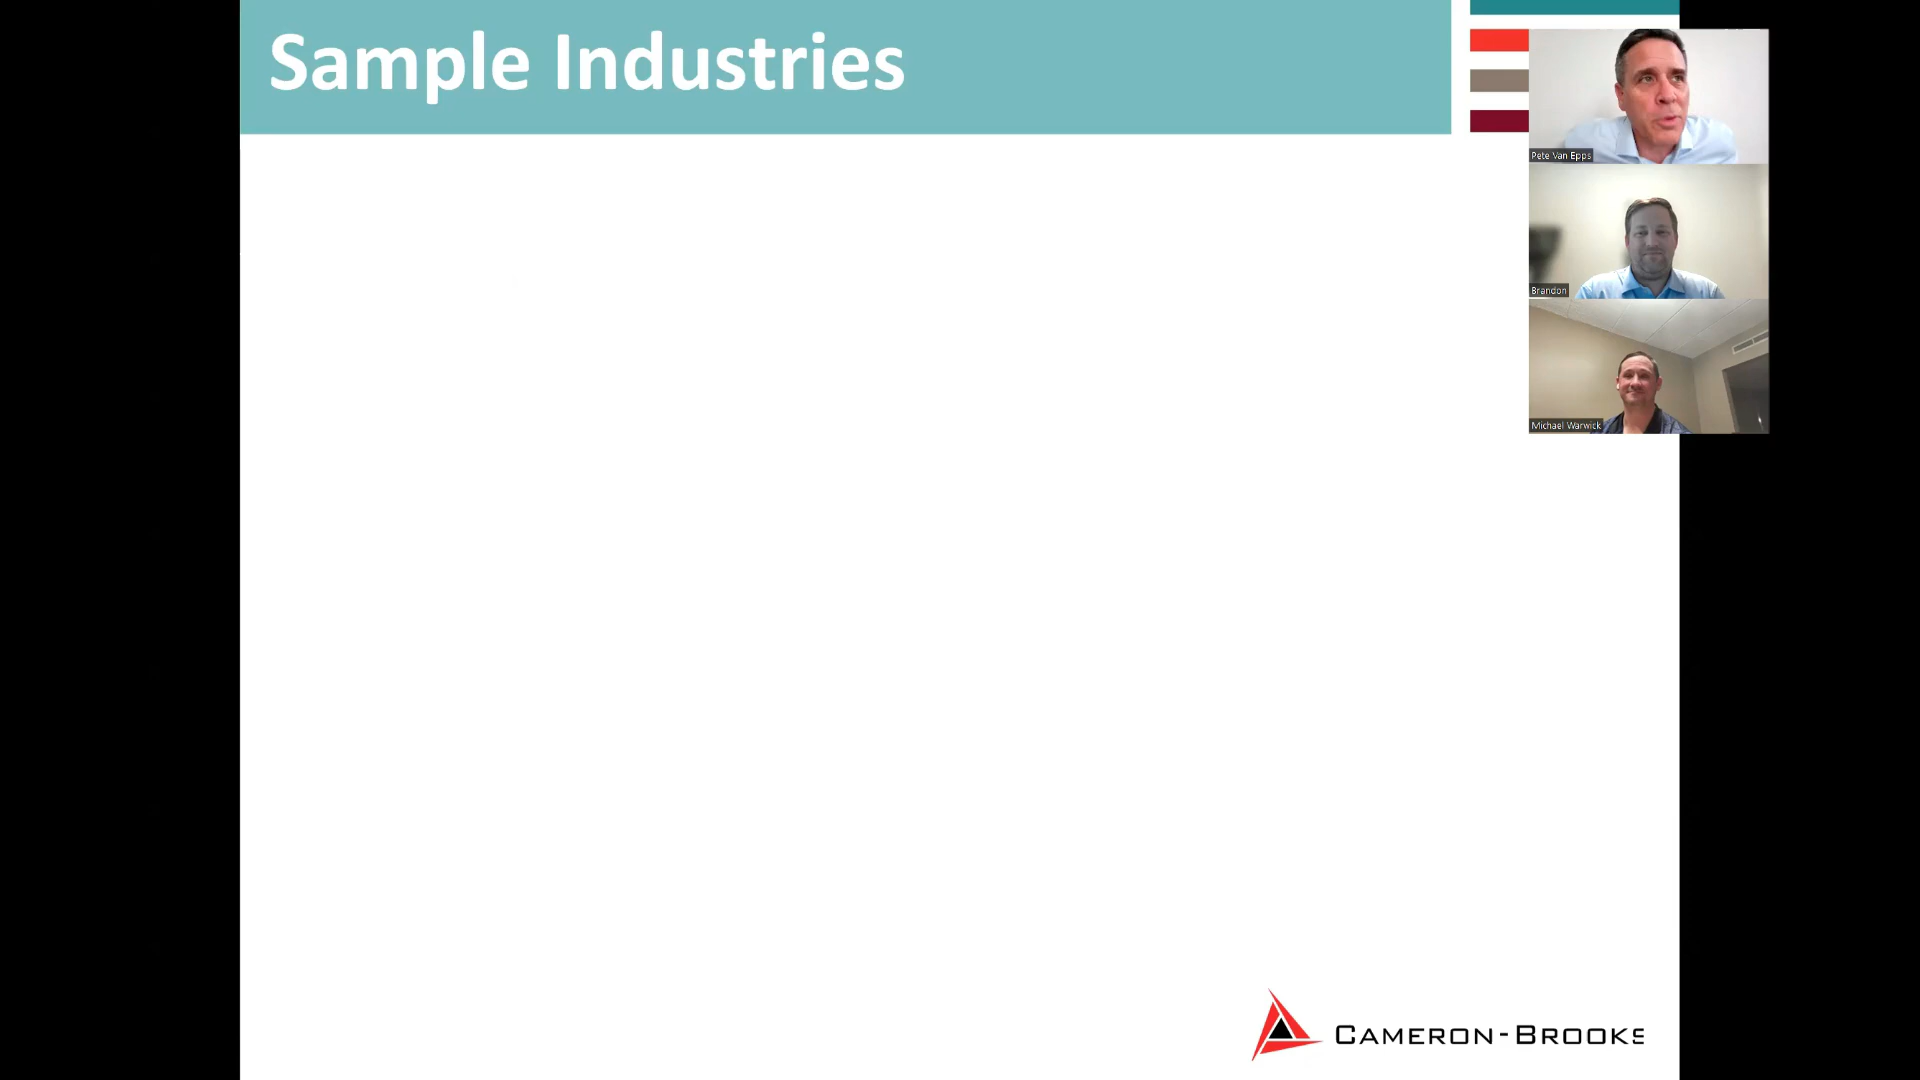 Sample Industries
Pete Van Epps
Brandon
Michael Warwick
CAMERON-BROOKS